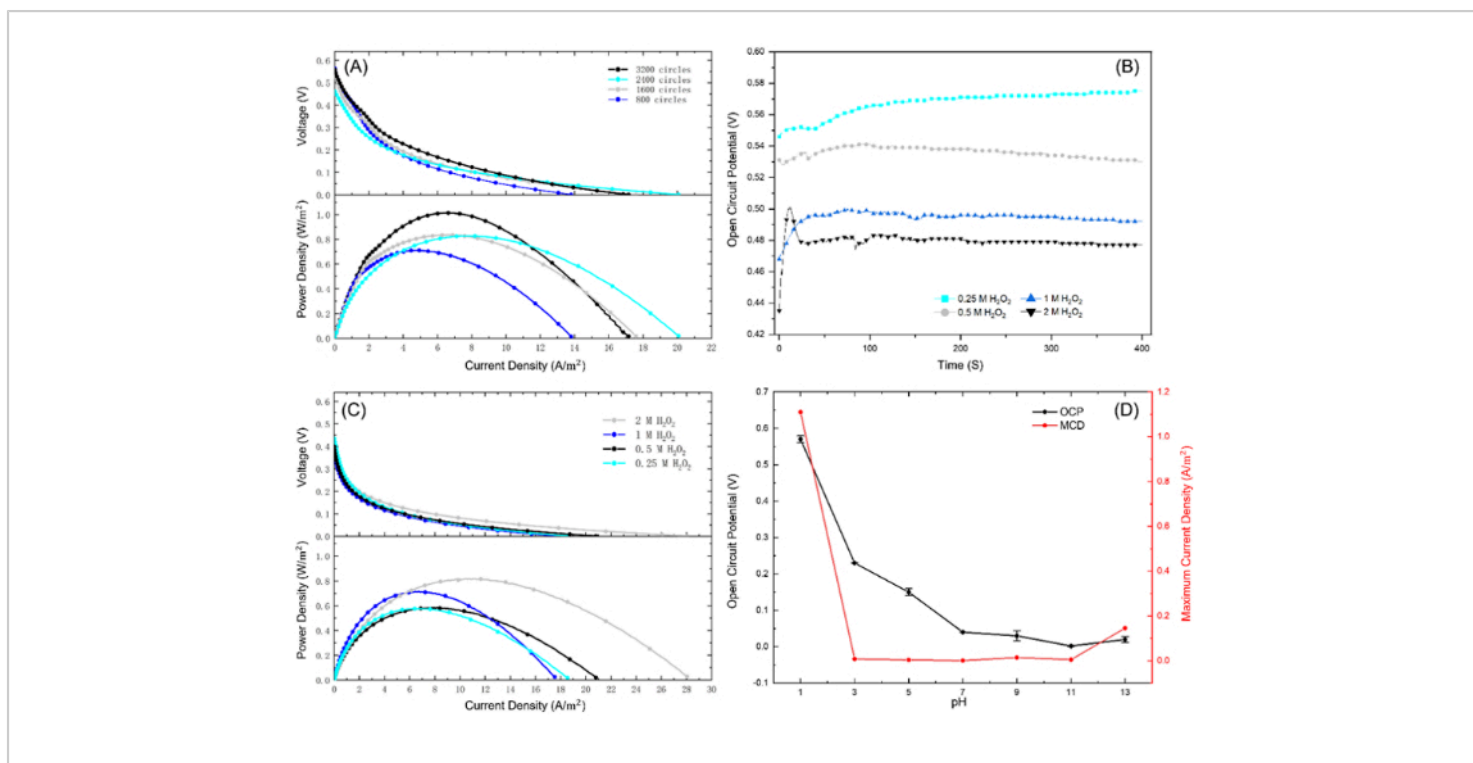 (A)
3200 circles
2400 circles
1600 circles
800 circles
Voltage (V)
0.6
0.5
0.4
0.3
0.2
0.1
0.0
Power Density (W/m²)
1.0
0.8
0.6
0.4
0.2
0.0
0 2 4 6 8 10 12 14 16 18 20 22
Current Density (A/m²)
(B)
Open Circuit Potential (V)
0.60
0.58
0.56
0.54
0.52
0.50
0.48
0.46
0.44
0.42
0.25 M H₂O₂ 1 M H₂O₂
0.5 M H₂O₂ 2 M H₂O₂
0 100 200 300 400
Time (S)
(C)
2 M H₂O₂
1 M H₂O₂
0.5 M H₂O₂
0.25 M H₂O₂
Voltage (V)
0.6
0.5
0.4
0.3
0.2
0.1
0.0
Power Density (W/m²)
1.0
0.8
0.6
0.4
0.2
0.0
0 2 4 6 8 10 12 14 16 18 20 22 24 26 28 30
Current Density (A/m²)
(D)
OCP
MCD
Open Circuit Potential (V)
0.7
0.6
0.5
0.4
0.3
0.2
0.1
0.0
-0.1
Maximum Current Density (A/m²)
1.2
1.0
0.8
0.6
0.4
0.2
0.0
1 3 5 7 9 11 13
pH